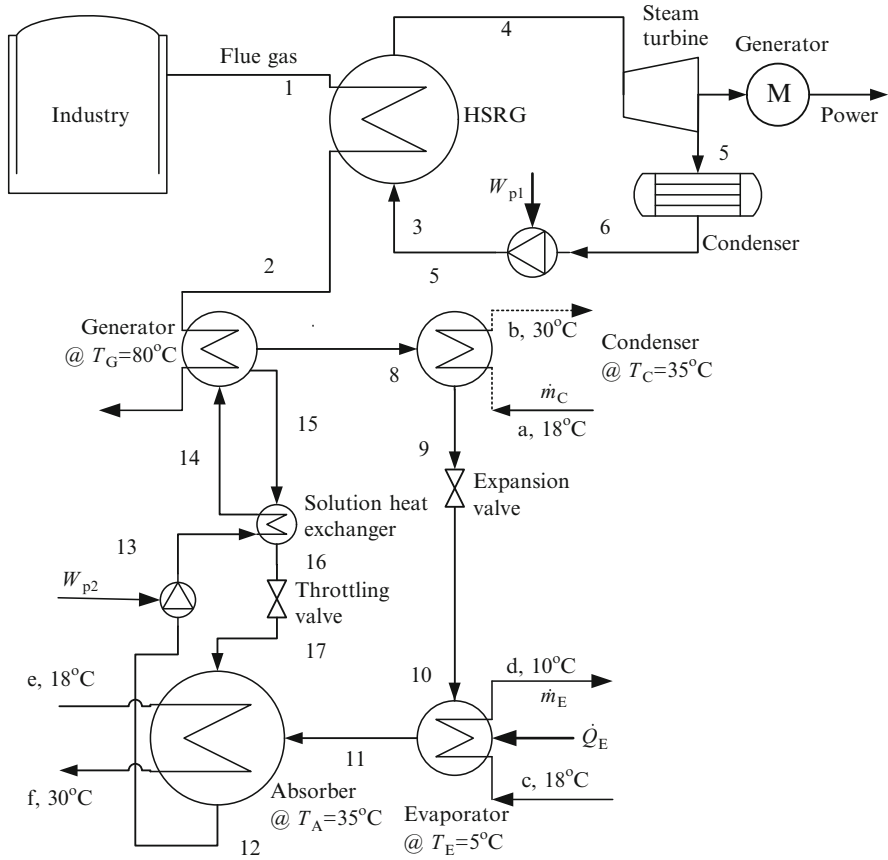 Steam
turbine
4
Generator
Flue gas
1
Industry
HSRG
M
Power
5
W_p1
3
6
Condenser
2
5
Generator
@ T_G=80°C
b, 30°C
Condenser
@ T_C=35°C
8
ṁ_C
a, 18°C
15
14
9
Expansion
valve
Solution heat
exchanger
13
16
W_p2
Throttling
valve
17
10
d, 10°C
ṁ_E
e, 18°C
Q̇_E
11
c, 18°C
f, 30°C
Absorber
@ T_A=35°C
Evaporator
@ T_E=5°C
12